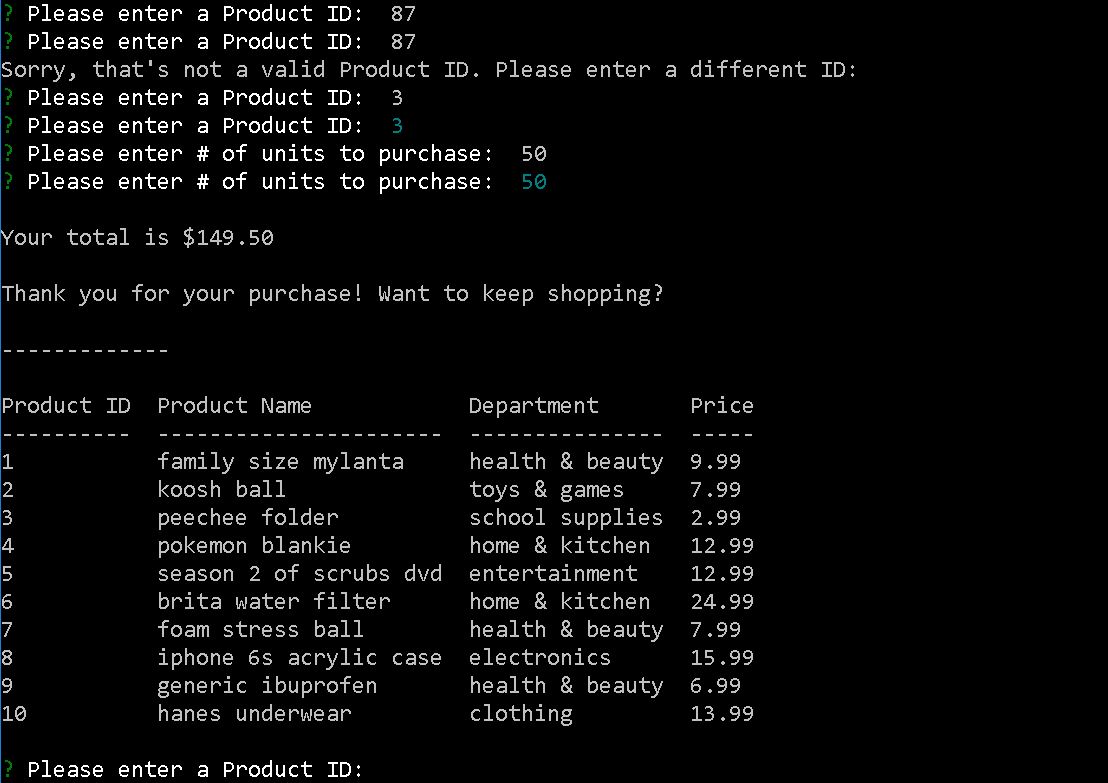 ? Please enter a Product ID:  87
? Please enter a Product ID:  87
Sorry, that's not a valid Product ID. Please enter a different ID:
? Please enter a Product ID:  3
? Please enter a Product ID:  3
? Please enter # of units to purchase:  50
? Please enter # of units to purchase:  50
Your total is $149.50
Thank you for your purchase! Want to keep shopping?
-------------
Product ID  Product Name            Department       Price
----------  ----------------------  ---------------  -----
1           family size mylanta     health & beauty  9.99
2           koosh ball              toys & games     7.99
3           peechee folder          school supplies  2.99
4           pokemon blankie         home & kitchen   12.99
5           season 2 of scrubs dvd  entertainment    12.99
6           brita water filter      home & kitchen   24.99
7           foam stress ball        health & beauty  7.99
8           iphone 6s acrylic case  electronics      15.99
9           generic ibuprofen       health & beauty  6.99
10          hanes underwear         clothing         13.99
? Please enter a Product ID: